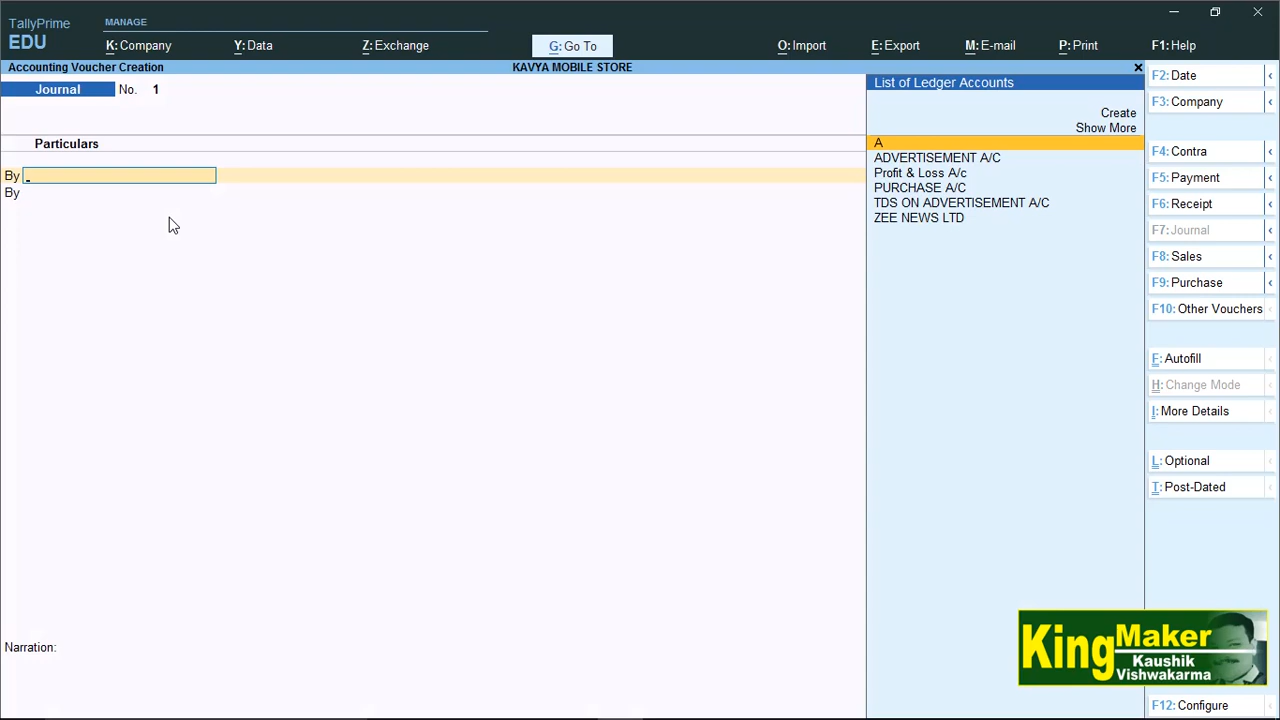 TallyPrime
EDU
MANAGE
K: Company
Y: Data
Z: Exchange
G: Go To
O: Import
E: Export
M: E-mail
P: Print
F1: Help
Accounting Voucher Creation
KAVYA MOBILE STORE
Journal No. 1
Particulars
By
By
Narration:
List of Ledger Accounts
Create
Show More
A
ADVERTISEMENT A/C
Profit & Loss A/c
PURCHASE A/C
TDS ON ADVERTISEMENT A/C
ZEE NEWS LTD
F2: Date
F3: Company
F4: Contra
F5: Payment
F6: Receipt
F7: Journal
F8: Sales
F9: Purchase
F10: Other Vouchers
F: Autofill
H: Change Mode
I: More Details
L: Optional
T: Post-Dated
F12: Configure
KingMaker
Kaushik
Vishwakarma